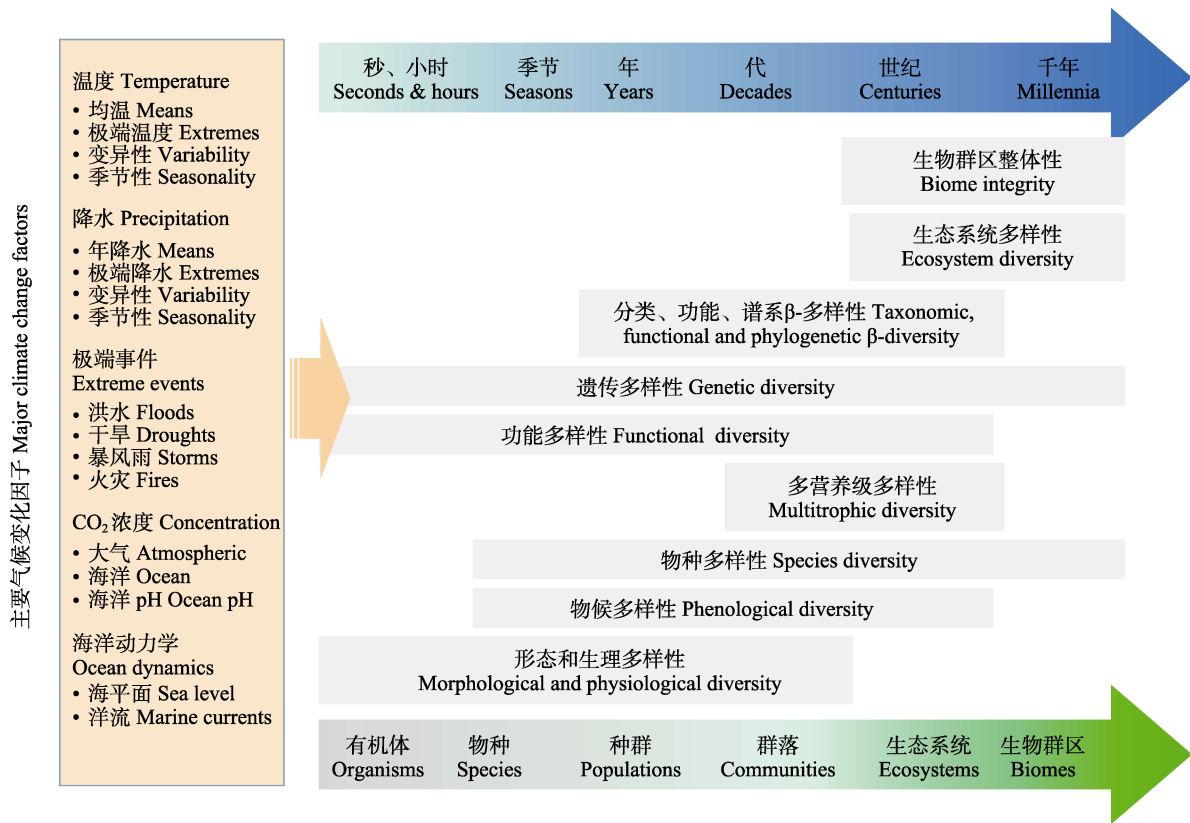 主要气候变化因子 Major climate change factors
温度 Temperature
• 均温 Means
• 极端温度 Extremes
• 变异性 Variability
• 季节性 Seasonality
降水 Precipitation
• 年降水 Means
• 极端降水 Extremes
• 变异性 Variability
• 季节性 Seasonality
极端事件
Extreme events
• 洪水 Floods
• 干旱 Droughts
• 暴风雨 Storms
• 火灾 Fires
CO₂ 浓度 Concentration
• 大气 Atmospheric
• 海洋 Ocean
• 海洋 pH Ocean pH
海洋动力学
Ocean dynamics
• 海平面 Sea level
• 洋流 Marine currents
秒、小时
Seconds & hours
季节
Seasons
年
Years
代
Decades
世纪
Centuries
千年
Millennia
生物群区整体性
Biome integrity
生态系统多样性
Ecosystem diversity
分类、功能、谱系β-多样性 Taxonomic,
functional and phylogenetic β-diversity
遗传多样性 Genetic diversity
功能多样性 Functional diversity
多营养级多样性
Multitrophic diversity
物种多样性 Species diversity
物候多样性 Phenological diversity
形态和生理多样性
Morphological and physiological diversity
有机体
Organisms
物种
Species
种群
Populations
群落
Communities
生态系统
Ecosystems
生物群区
Biomes